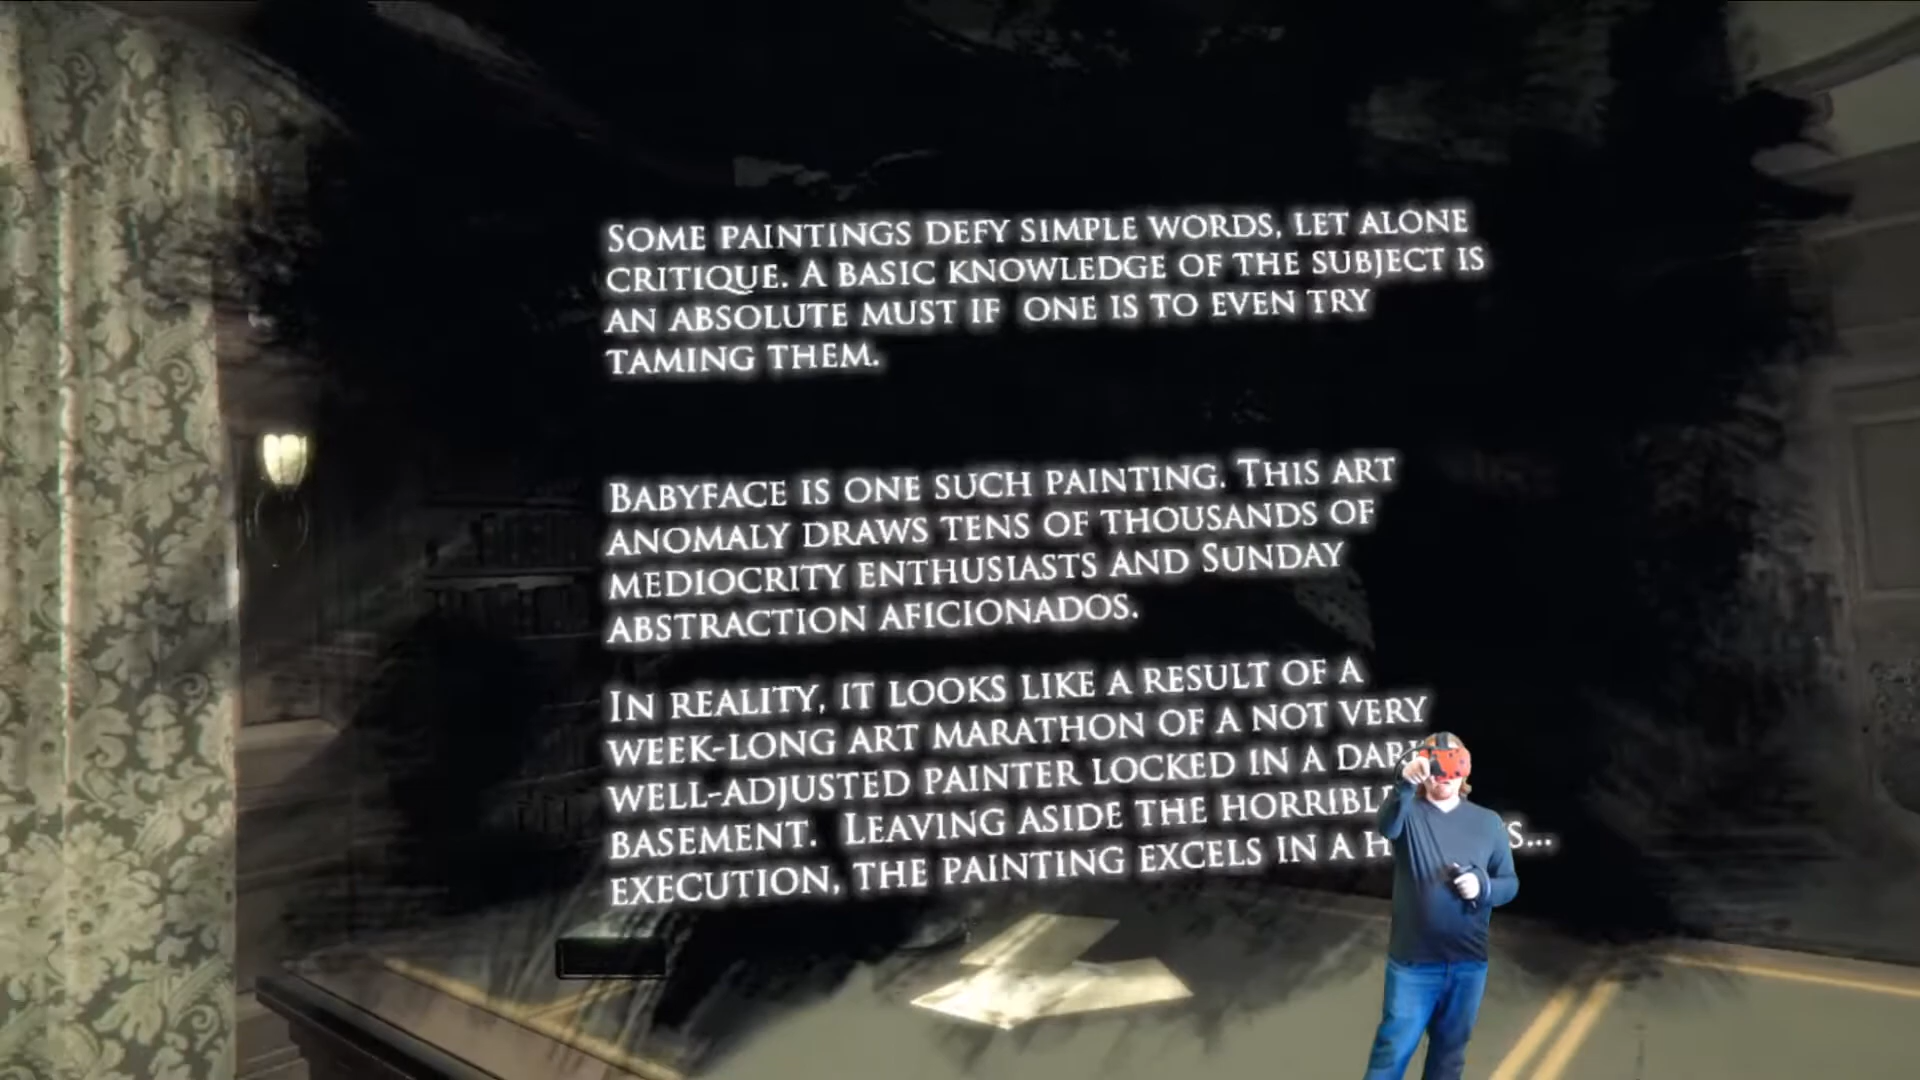 SOME PAINTINGS DEFY SIMPLE WORDS, LET ALONE
CRITIQUE. A BASIC KNOWLEDGE OF THE SUBJECT IS
AN ABSOLUTE MUST IF ONE IS TO EVEN TRY
TAMING THEM.
BABYFACE IS ONE SUCH PAINTING. THIS ART
ANOMALY DRAWS TENS OF THOUSANDS OF
MEDIOCRITY ENTHUSIASTS AND SUNDAY
ABSTRACTION AFICIONADOS.
IN REALITY, IT LOOKS LIKE A RESULT OF A
WEEK-LONG ART MARATHON OF A NOT VERY
WELL-ADJUSTED PAINTER LOCKED IN A DARK
BASEMENT. LEAVING ASIDE THE HORRIBLE
EXECUTION, THE PAINTING EXCELS IN A